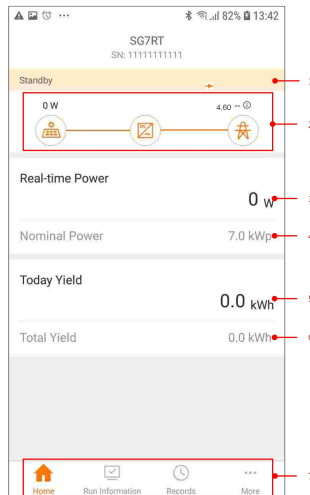 82% 13:42
SG7RT
SN: 11111111111
Standby
0 W
4,60 --
Real-time Power
0 W
Nominal Power 7.0 kWp
Today Yield
0.0 kWh
Total Yield 0.0 kWh
Home Run Information Records More